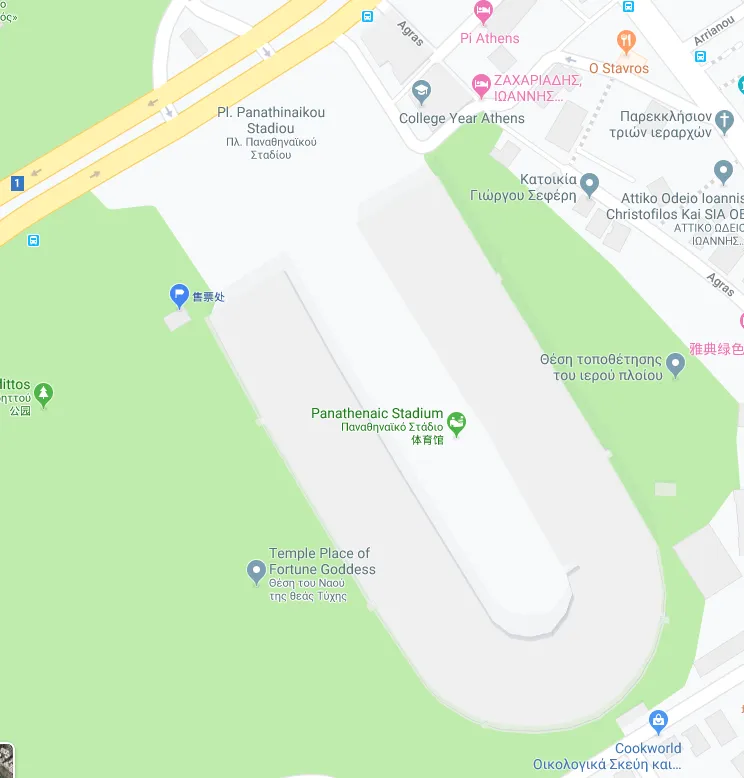 ός»
Agras
Pi Athens
Arrianou
O Stavros
ΖΑΧΑΡΙΑΔΗΣ,
ΙΩΑΝΝΗΣ...
College Year Athens
Pl. Panathinaikou
Stadiou
Πλ. Παναθηναϊκού
Σταδίου
Παρεκκλήσιον
τριών ιεραρχών
1
Κατοικία
Γιώργου Σεφέρη
Attiko Odeio Ioannis
Christofilos Kai SIA OE
ΑΤΤΙΚΟ ΩΔΕΙΟ
ΙΩΑΝΝΗΣ...
Agras
售票处
雅典绿色
Θέση τοποθέτησης
του ιερού πλοίου
dittos
ηττού
公园
Panathenaic Stadium
Παναθηναϊκό Στάδιο
体育馆
Temple Place of
Fortune Goddess
Θέση του Ναού
της θεάς Τύχης
Cookworld
Οικολογικά Σκεύη και...